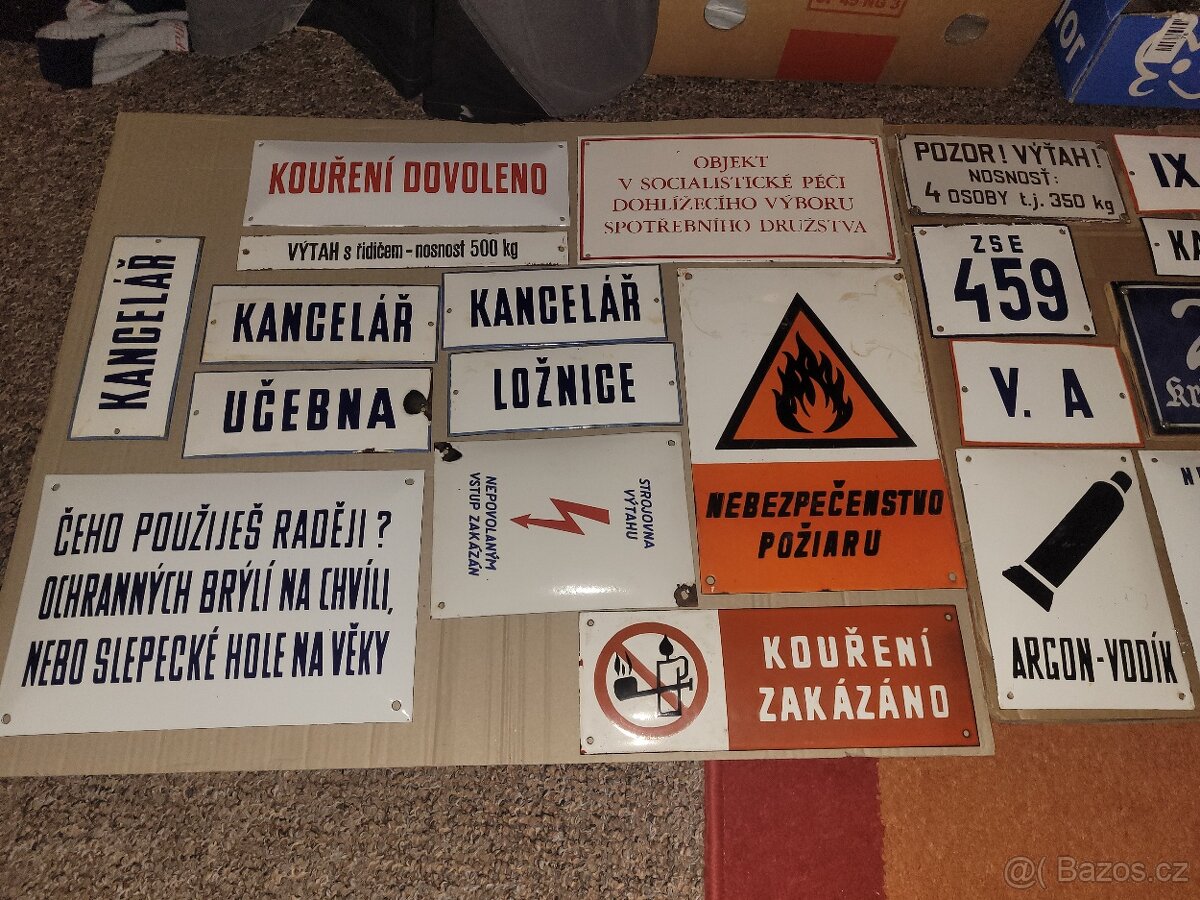 KOUŘENÍ DOVOLENO
OBJEKT
V SOCIALISTICKÉ PÉČI
DOHLÍŽECÍHO VÝBORU
SPOTŘEBNÍHO DRUŽSTVA
POZOR! VÝŤAH!
NOSNOSŤ:
4 OSOBY t.j. 350 kg
IX
VÝTAH s řidičem - nosnost 500 kg
KANCELÁŘ
KANCELÁŘ
KANCELÁŘ
ZSE
459
KA
UČEBNA
LOŽNICE
V. A
NEBEZPEČENSTVO
POŽIARU
STROJOVNA
VÝTAHU
NEPOVOLANÝM
VSTUP ZAKÁZÁN
ČEHO POUŽIJEŠ RADĚJI?
OCHRANNÝCH BRÝLÍ NA CHVÍLI,
NEBO SLEPECKÉ HOLE NA VĚKY
ARGON-VODÍK
KOUŘENÍ
ZAKÁZÁNO
@( Bazos.cz